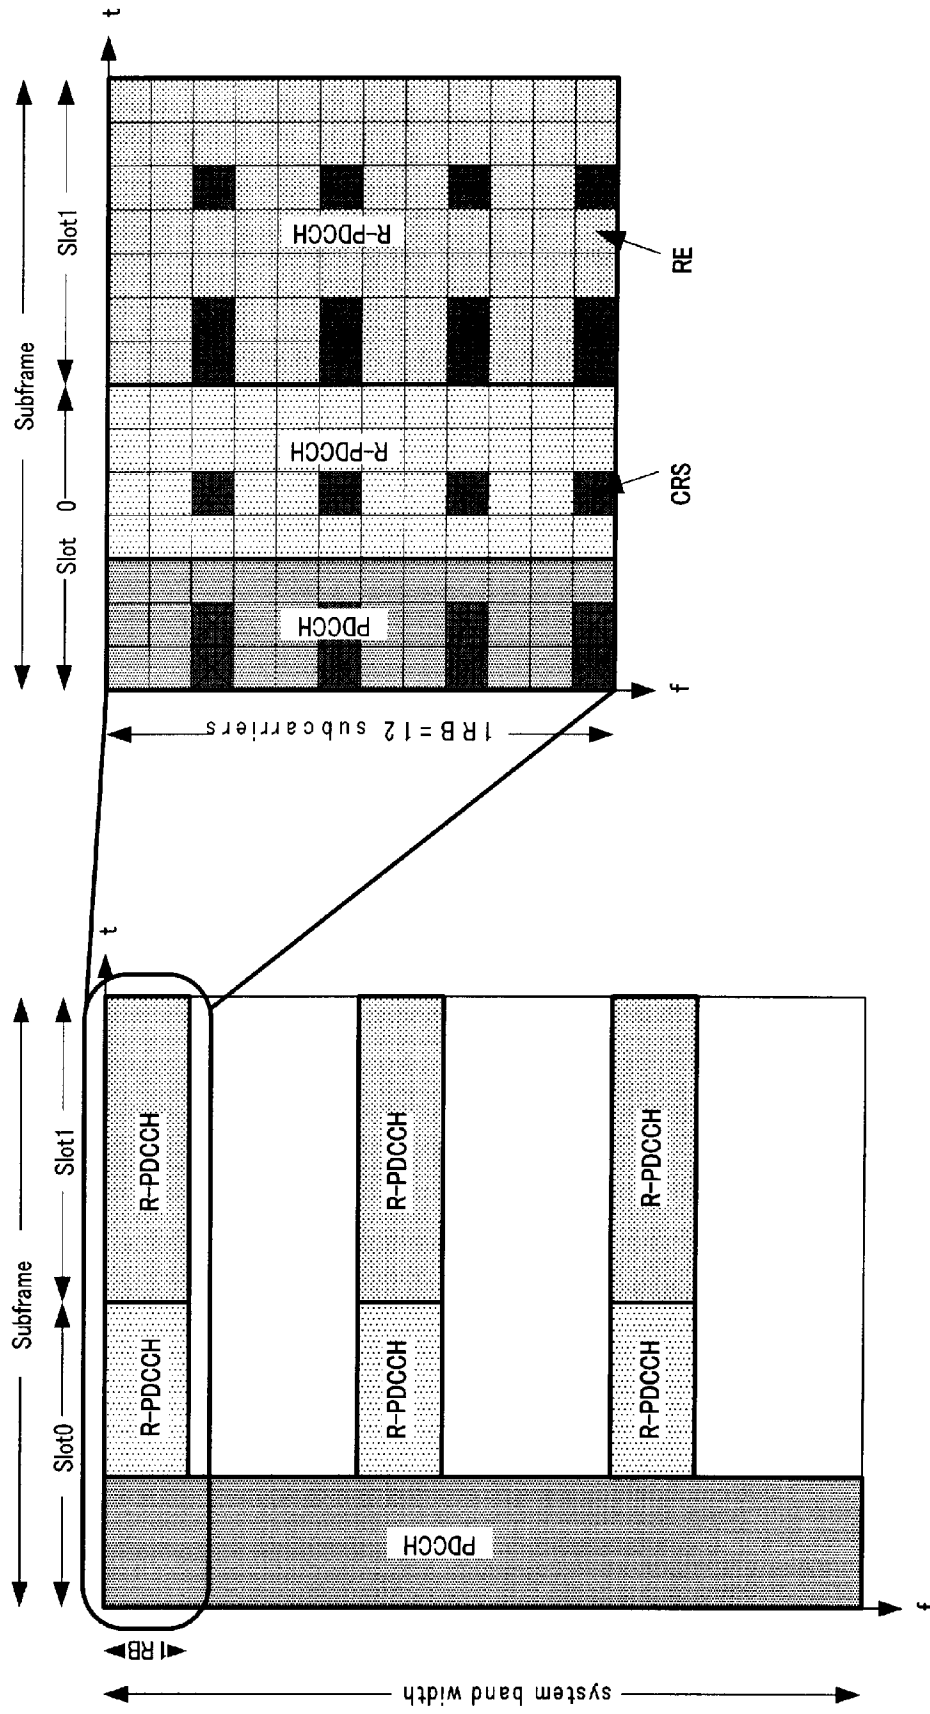 Subframe
Slot0
Slot1
t
1RB
system band width
PDCCH
R-PDCCH
R-PDCCH
R-PDCCH
R-PDCCH
R-PDCCH
R-PDCCH
f
Subframe
Slot 0
Slot1
t
1RB=12 subcarriers
PDCCH
R-PDCCH
R-PDCCH
f
CRS
RE